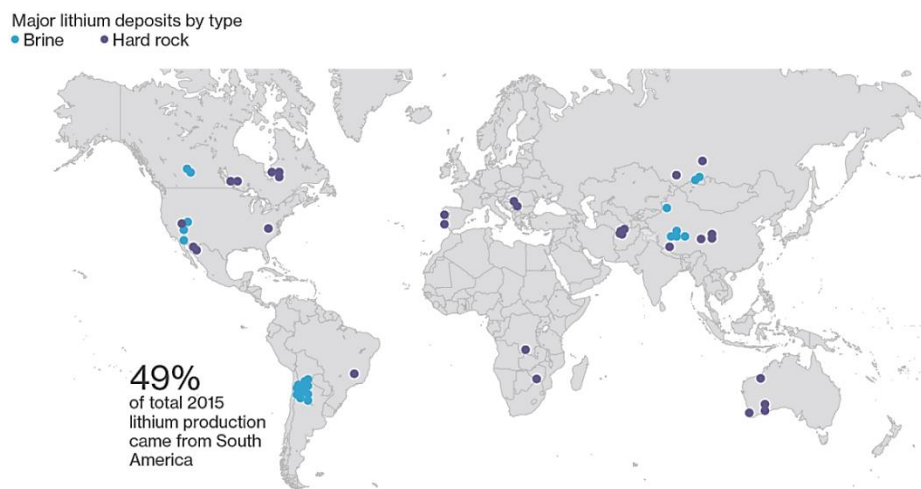 Major lithium deposits by type
Brine Hard rock
49%
of total 2015
lithium production
came from South
America